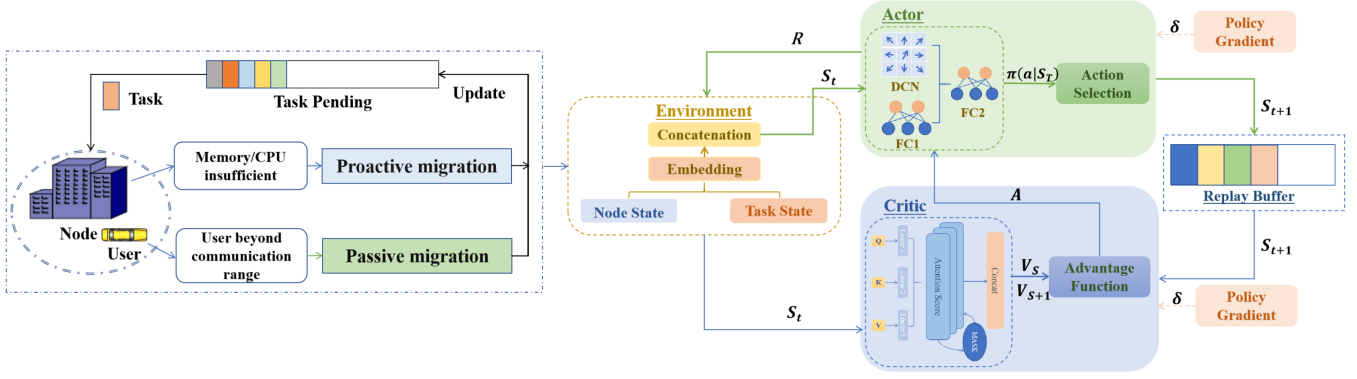 Task
Task Pending
Update
Memory/CPU
insufficient
Proactive migration
Node
User
User beyond
communication
range
Passive migration
R
S_t
Environment
Concatenation
Embedding
Node State
Task State
S_t
Actor
DCN
FC1
FC2
π(a|S_T)
Action
Selection
δ
Policy
Gradient
S_{t+1}
Replay Buffer
S_{t+1}
A
Critic
Q
K
V
Linear1
Linear2
Attention Score
Concat
MASK
V_S
V_{S+1}
Advantage
Function
δ
Policy
Gradient